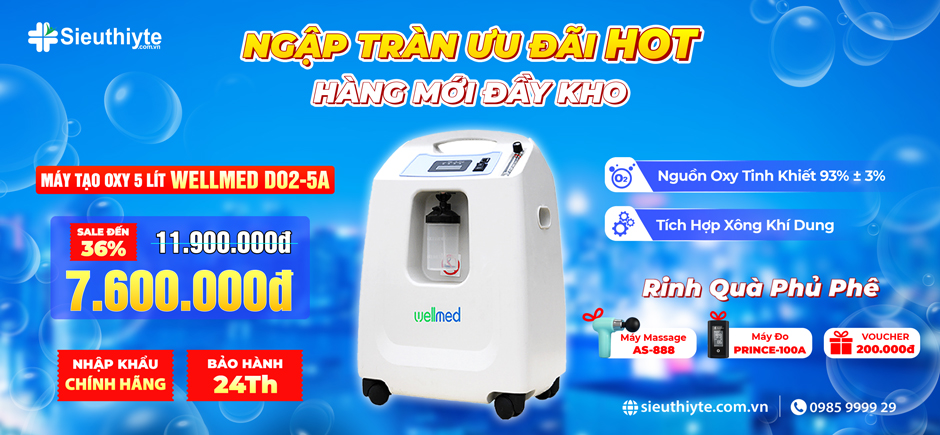 Sieuthiyte
.com.vn
NGẬP TRÀN ƯU ĐÃI HOT
HÀNG MỚI ĐẦY KHO
MÁY TẠO OXY 5 LÍT WELLMED DO2-5A
SALE ĐẾN
36%
11.900.000đ
7.600.000đ
NHẬP KHẨU
CHÍNH HÃNG
BẢO HÀNH
24Th
wellmed
O2
Nguồn Oxy Tinh Khiết 93% ± 3%
Tích Hợp Xông Khí Dung
Rinh Quà Phủ Phê
Máy Massage
AS-888
Máy Đo
PRINCE-100A
VOUCHER
200.000đ
sieuthiyte.com.vn
0985 9999 29